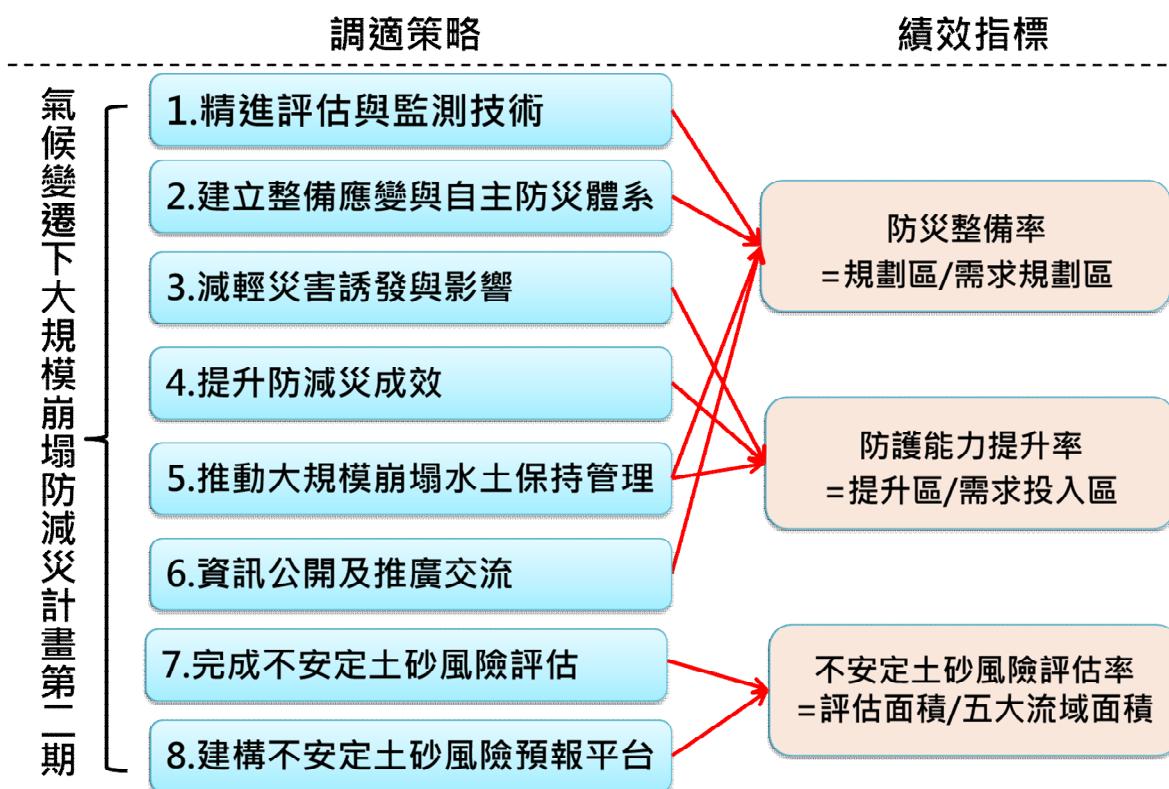 調適策略
績效指標
氣候變遷下大規模崩塌防減災計畫第二期
1.精進評估與監測技術
2.建立整備應變與自主防災體系
3.減輕災害誘發與影響
4.提升防減災成效
5.推動大規模崩塌水土保持管理
6.資訊公開及推廣交流
7.完成不安定土砂風險評估
8.建構不安定土砂風險預報平台
防災整備率
=規劃區/需求規劃區
防護能力提升率
=提升區/需求投入區
不安定土砂風險評估率
=評估面積/五大流域面積